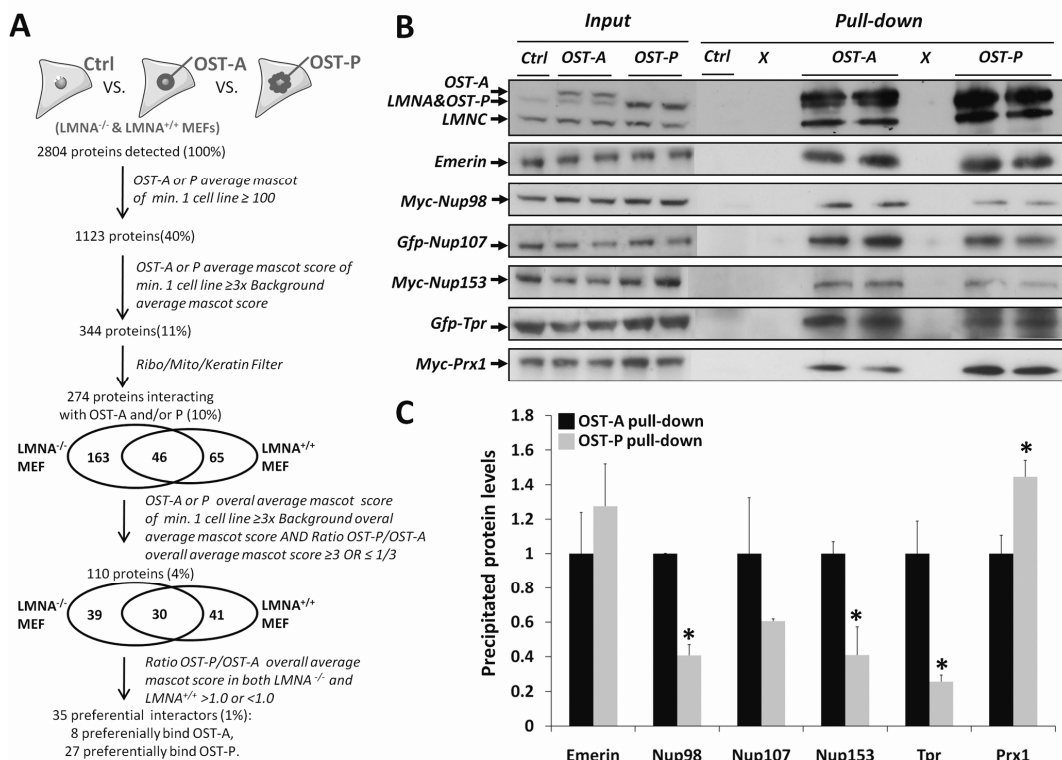 A
Ctrl
VS.
OST-A
VS.
OST-P
(LMNA-/- & LMNA+/+ MEFs)
2804 proteins detected (100%)
OST-A or P average mascot
of min. 1 cell line ≥ 100
1123 proteins(40%)
OST-A or P average mascot score of
min. 1 cell line ≥3x Background
average mascot score
344 proteins(11%)
Ribo/Mito/Keratin Filter
274 proteins interacting
with OST-A and/or P (10%)
LMNA-/-
MEF
163
46
65
LMNA+/+
MEF
OST-A or P overal average mascot score
of min. 1 cell line ≥3x Background overal
average mascot score AND Ratio OST-P/OST-A
overall average mascot score ≥3 OR ≤ 1/3
110 proteins (4%)
LMNA-/-
MEF
39
30
41
LMNA+/+
MEF
Ratio OST-P/OST-A overall average
mascot score in both LMNA -/- and
LMNA+/+ >1.0 or <1.0
35 preferential interactors (1%):
8 preferenially bind OST-A,
27 preferentially bind OST-P.
B
Input
Pull-down
Ctrl OST-A OST-P Ctrl X OST-A X OST-P
OST-A
LMNA&OST-P
LMNC
Emerin
Myc-Nup98
Gfp-Nup107
Myc-Nup153
Gfp-Tpr
Myc-Prx1
C
Precipitated protein levels
1.8
1.6
1.4
1.2
1
0.8
0.6
0.4
0.2
0
OST-A pull-down
OST-P pull-down
*
*
*
*
Emerin Nup98 Nup107 Nup153 Tpr Prx1